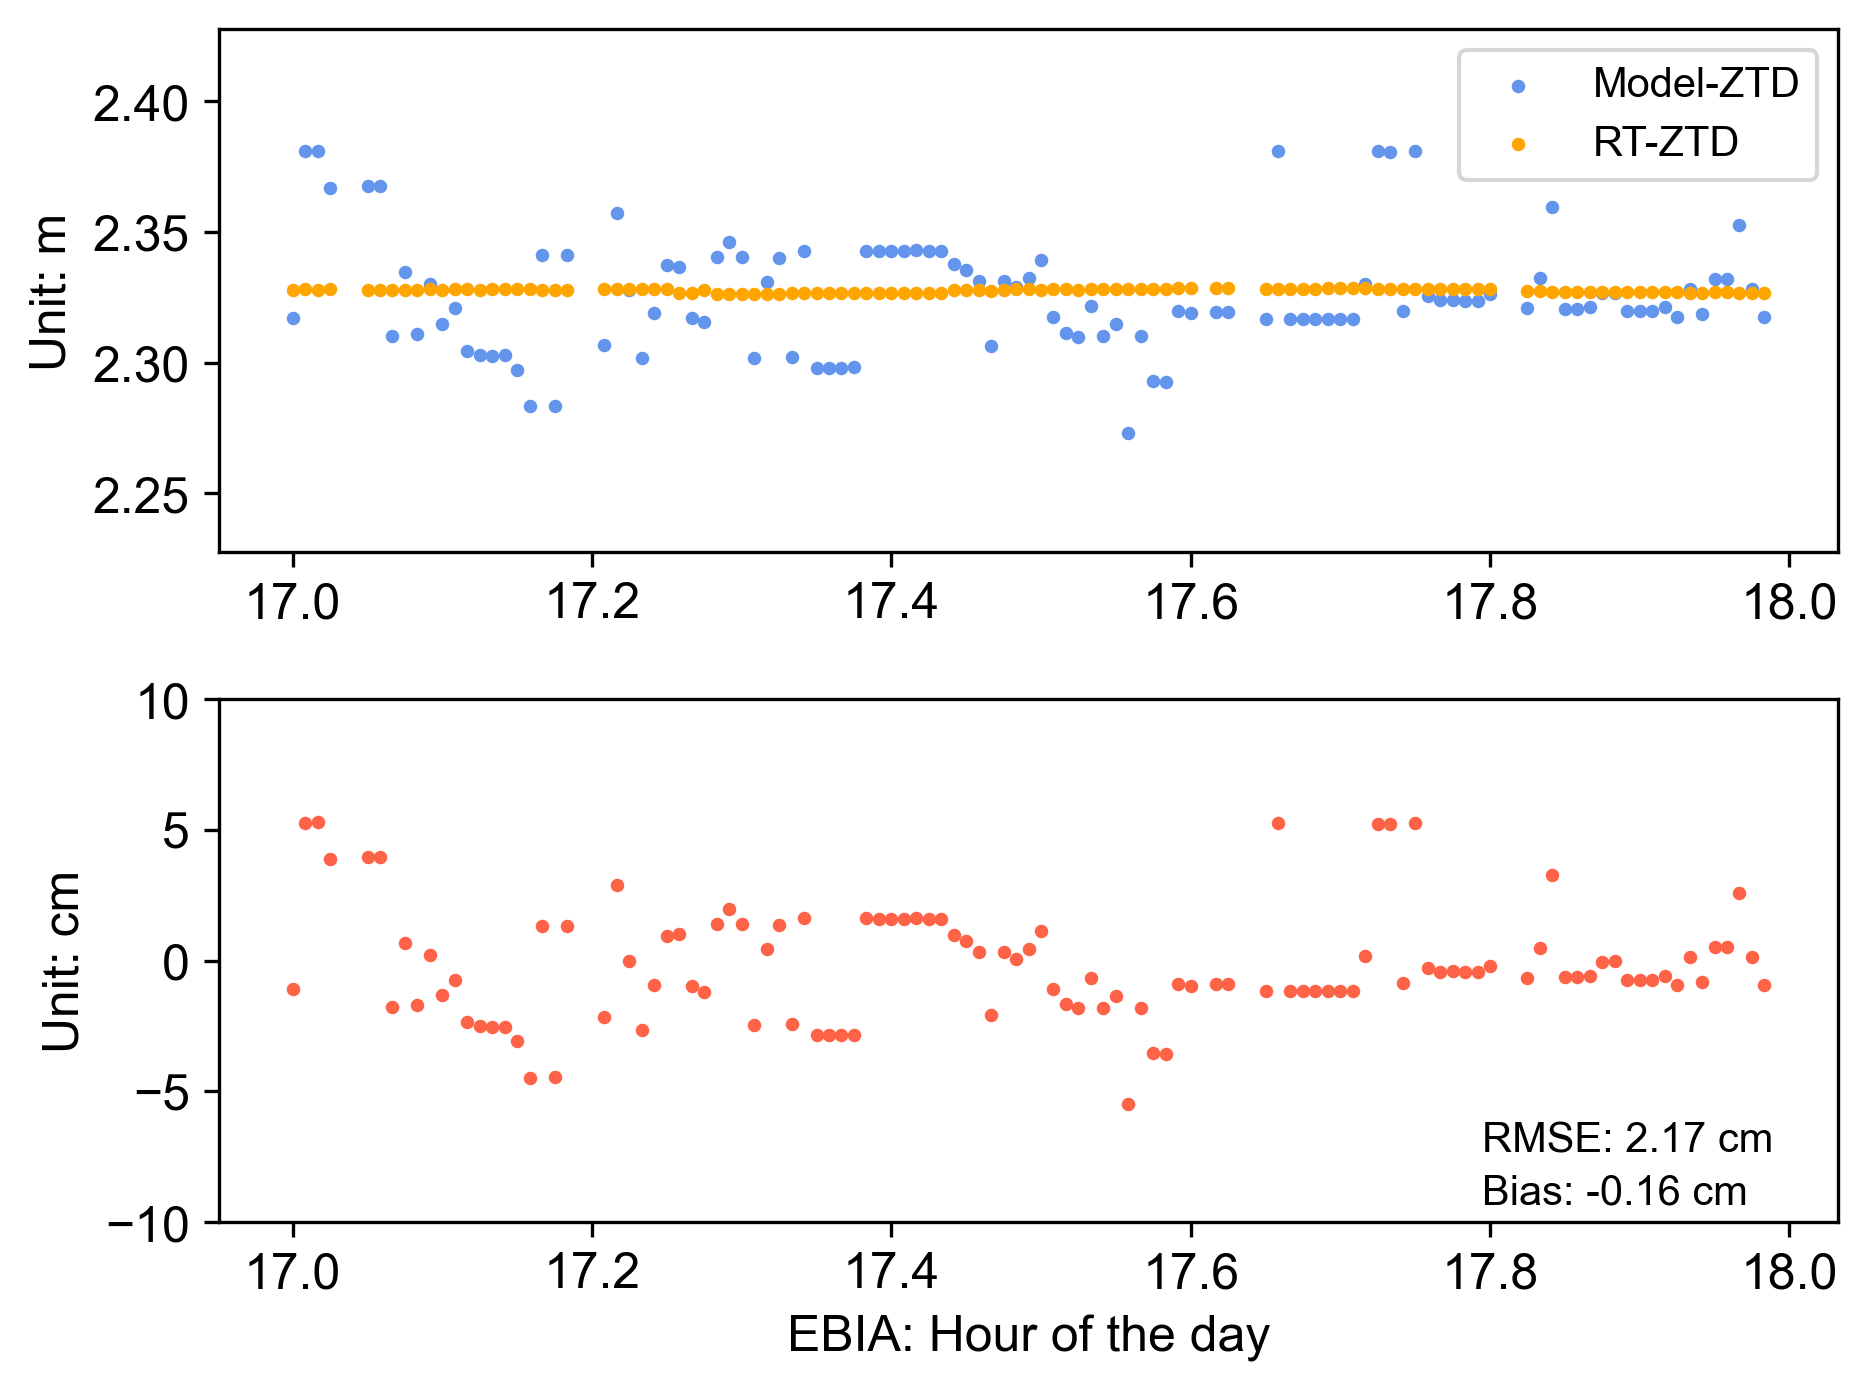 Unit: m
2.40
2.35
2.30
2.25
Model-ZTD
RT-ZTD
17.0 17.2 17.4 17.6 17.8 18.0
Unit: cm
10
5
0
−5
−10
RMSE: 2.17 cm
Bias: -0.16 cm
17.0 17.2 17.4 17.6 17.8 18.0
EBIA: Hour of the day